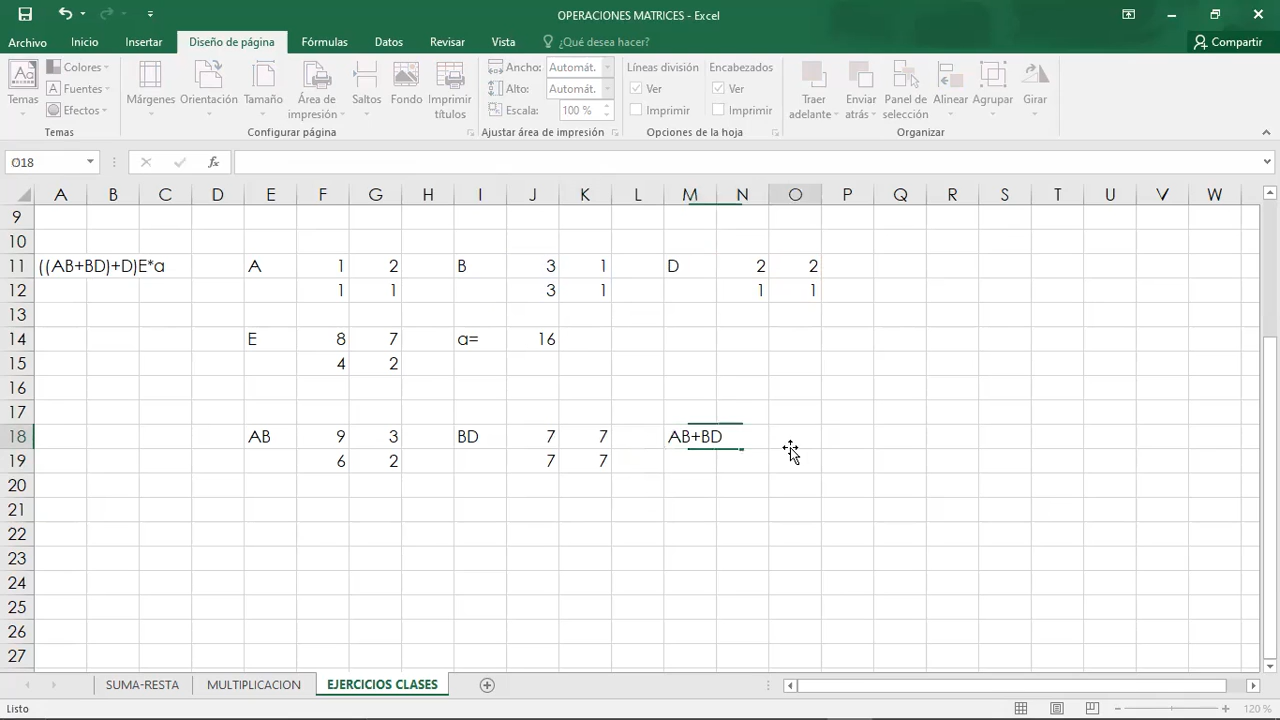 OPERACIONES MATRICES - Excel
Archivo Inicio Insertar Diseño de página Fórmulas Datos Revisar Vista ¿Qué desea hacer? Compartir
Colores Ancho: Automát. Líneas división Encabezados
Fuentes Alto: Automát. Ver Ver
Temas Efectos Márgenes Orientación Tamaño Área de impresión Saltos Fondo Imprimir títulos Escala: 100 % Imprimir Imprimir Traer adelante Enviar atrás Panel de selección Alinear Agrupar Girar
Temas Configurar página Ajustar área de impresión Opciones de la hoja Organizar
O18 fx
A B C D E F G H I J K L M N O P Q R S T U V W
9
10
11 ((AB+BD)+D)E*a A 1 2 B 3 1 D 2 2
12 1 1 3 1 1 1
13
14 E 8 7 a= 16
15 4 2
16
17
18 AB 9 3 BD 7 7 AB+BD
19 6 2 7 7
20
21
22
23
24
25
26
27
SUMA-RESTA MULTIPLICACION EJERCICIOS CLASES
Listo 120 %